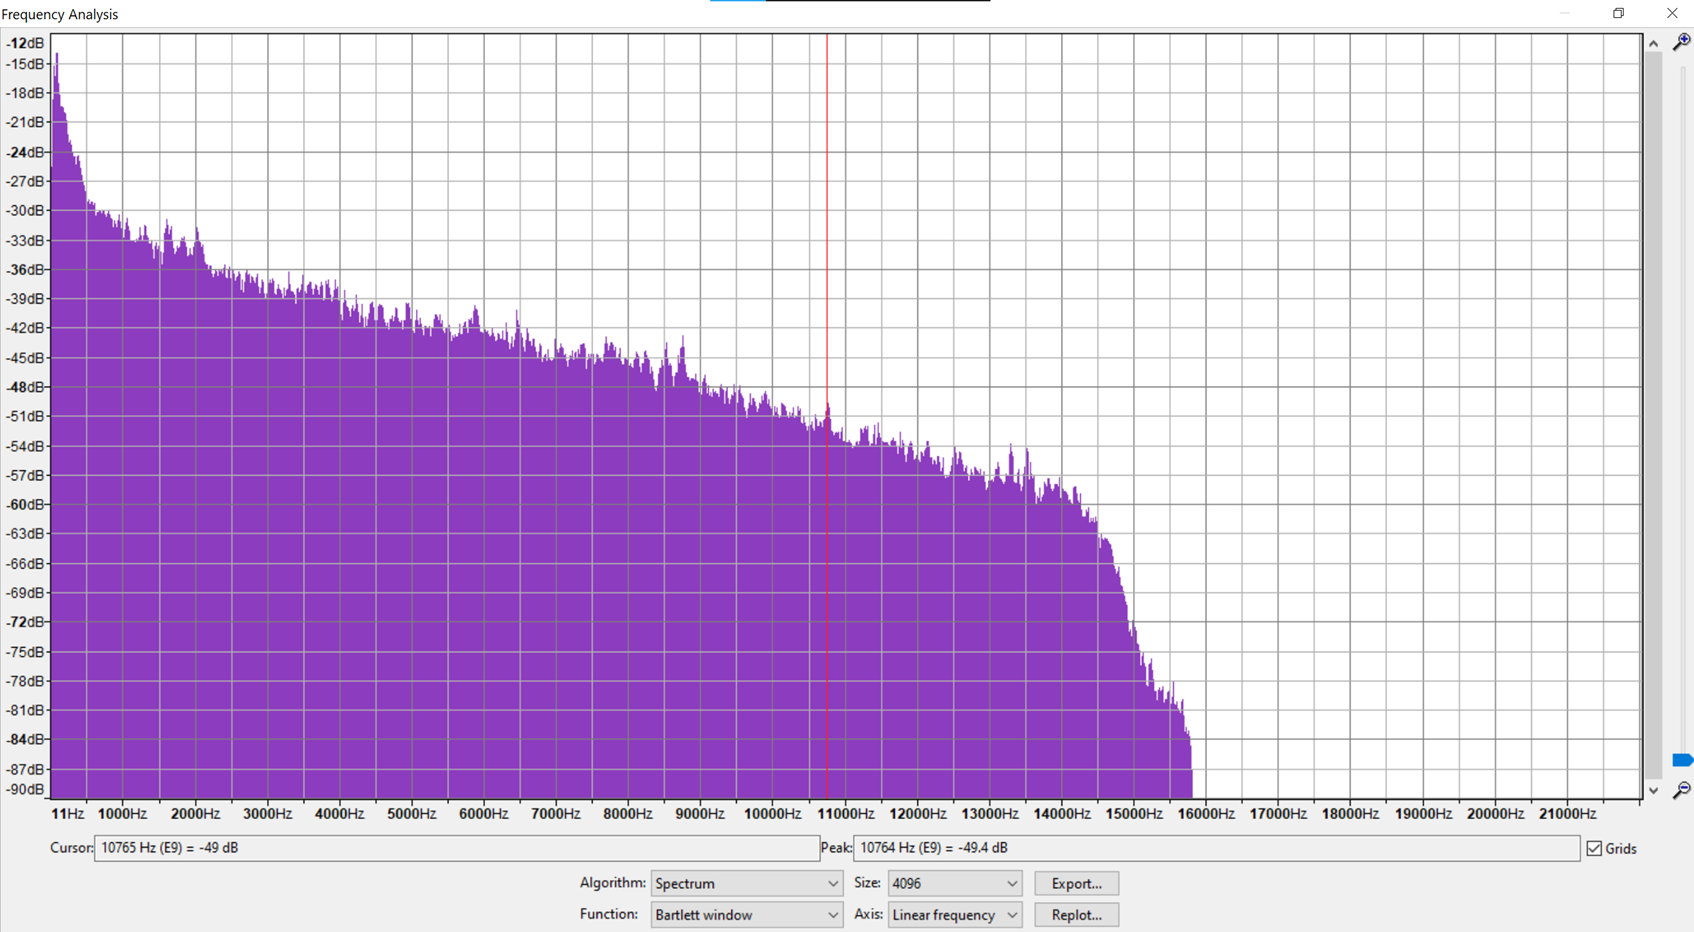 Frequency Analysis
-12dB
-15dB
-18dB
-21dB
-24dB
-27dB
-30dB
-33dB
-36dB
-39dB
-42dB
-45dB
-48dB
-51dB
-54dB
-57dB
-60dB
-63dB
-66dB
-69dB
-72dB
-75dB
-78dB
-81dB
-84dB
-87dB
-90dB
11Hz 1000Hz 2000Hz 3000Hz 4000Hz 5000Hz 6000Hz 7000Hz 8000Hz 9000Hz 10000Hz 11000Hz 12000Hz 13000Hz 14000Hz 15000Hz 16000Hz 17000Hz 18000Hz 19000Hz 20000Hz 21000Hz
Cursor: 10765 Hz (E9) = -49 dB Peak: 10764 Hz (E9) = -49.4 dB Grids
Algorithm: Spectrum Size: 4096 Export...
Function: Bartlett window Axis: Linear frequency Replot...